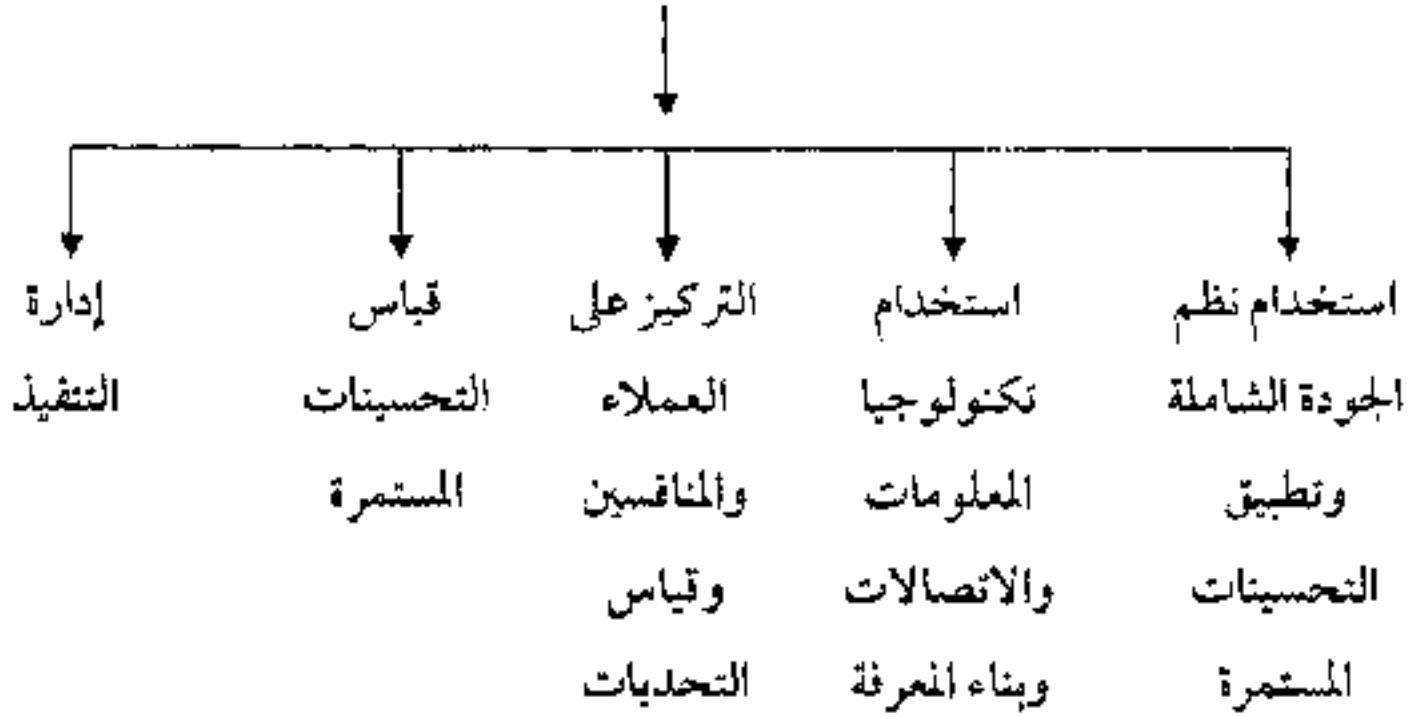 استخدام نظم
الجودة الشاملة
وتطبيق
التحسينات
المستمرة
استخدام
تكنولوجيا
المعلومات
والاتصالات
وبناء المعرفة
التركيز على
العملاء
والمنافسين
وقياس
التحديات
قياس
التحسينات
المستمرة
إدارة
التنفيذ